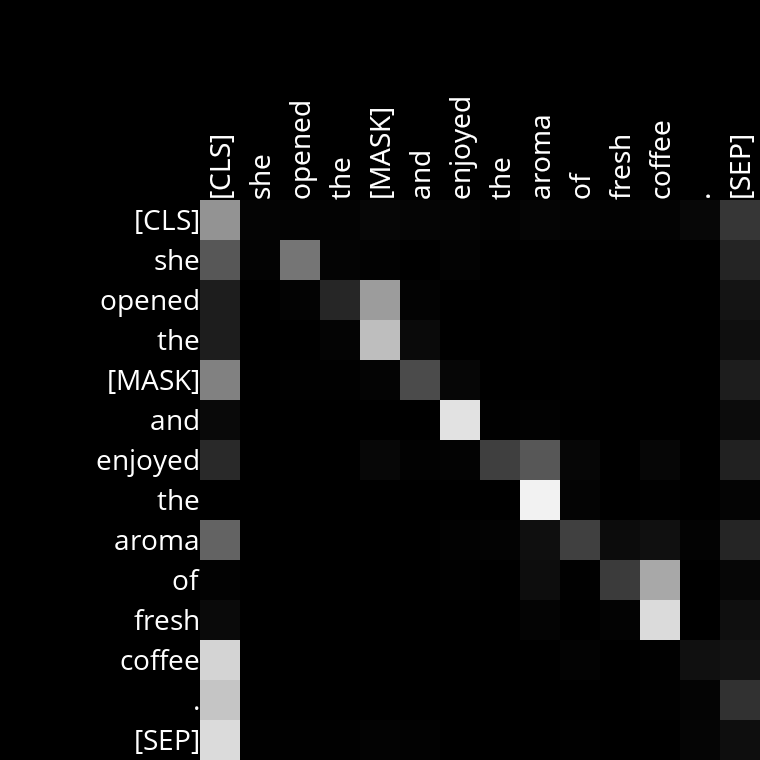 [CLS] she opened the [MASK] and enjoyed the aroma of fresh coffee . [SEP]
[CLS]
she
opened
the
[MASK]
and
enjoyed
the
aroma
of
fresh
coffee
.
[SEP]